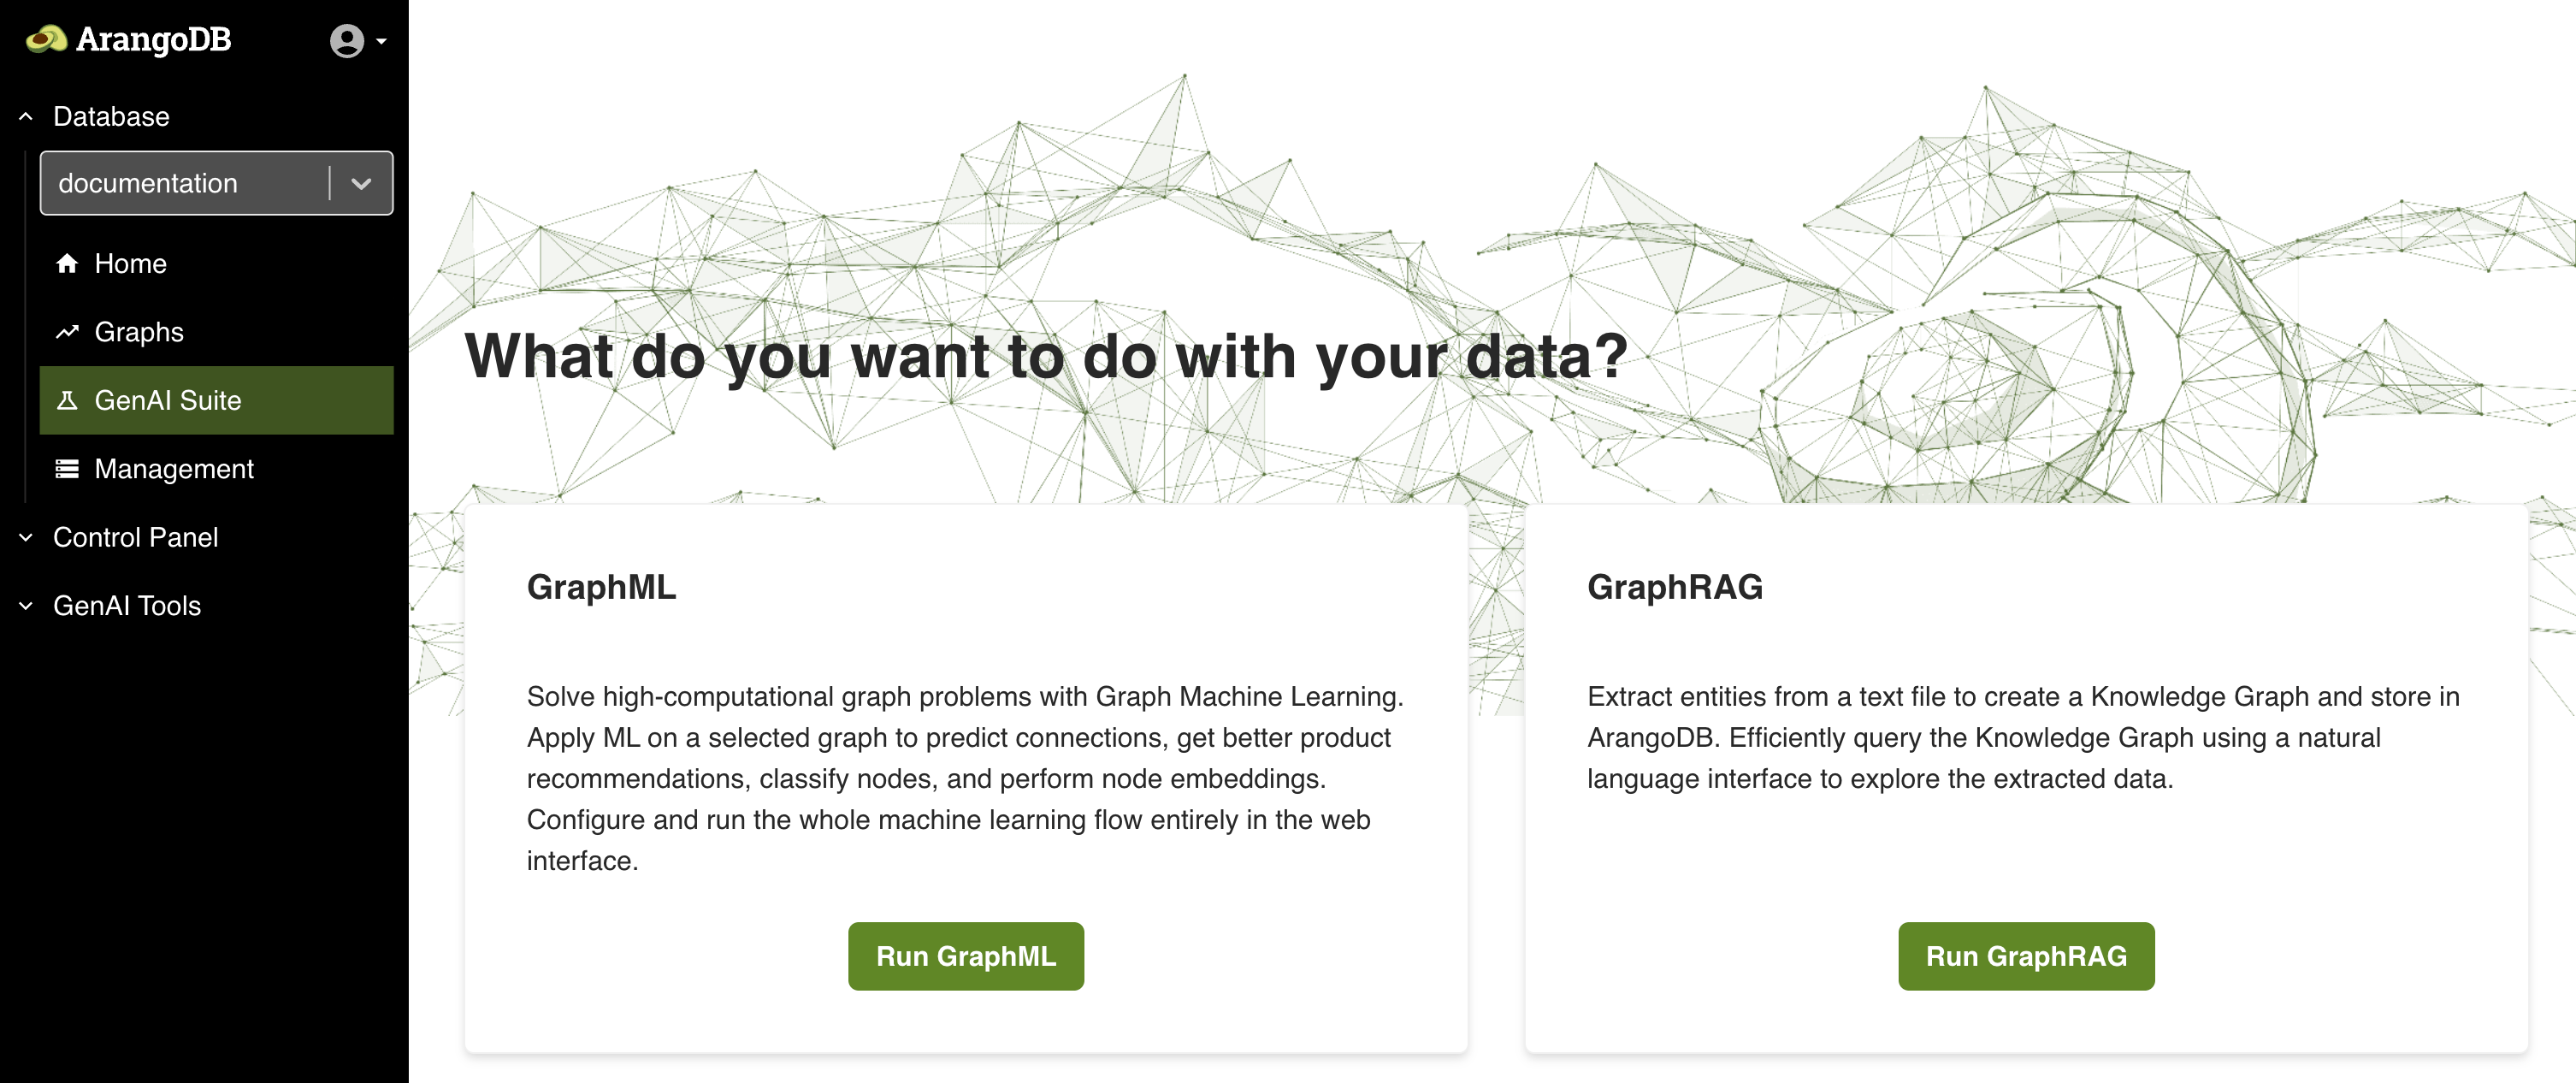 ArangoDB
Database
documentation
Home
Graphs
GenAI Suite
Management
Control Panel
GenAI Tools
What do you want to do with your data?
GraphML
Solve high-computational graph problems with Graph Machine Learning.
Apply ML on a selected graph to predict connections, get better product
recommendations, classify nodes, and perform node embeddings.
Configure and run the whole machine learning flow entirely in the web
interface.
Run GraphML
GraphRAG
Extract entities from a text file to create a Knowledge Graph and store in
ArangoDB. Efficiently query the Knowledge Graph using a natural
language interface to explore the extracted data.
Run GraphRAG